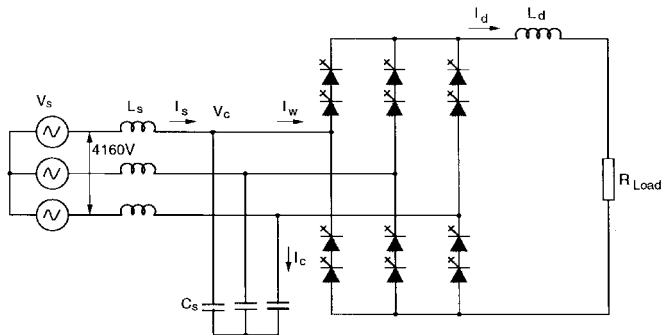 I_d
L_d
V_s
L_s
I_s
V_c
I_w
4160V
R_Load
I_c
C_s